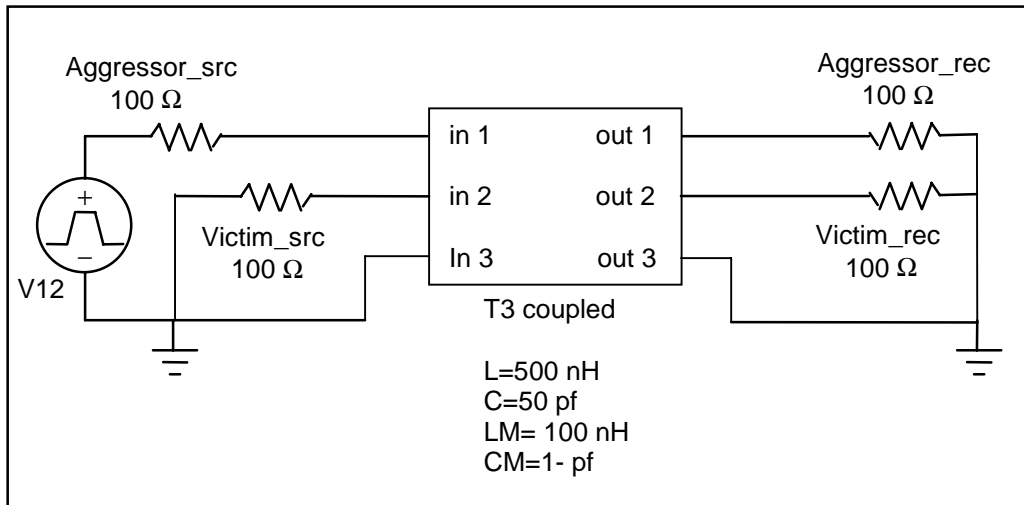 Aggressor_src
100 Ω
Aggressor_rec
100 Ω
in 1
out 1
+
in 2
out 2
Victim_src
100 Ω
Victim_rec
100 Ω
In 3
out 3
−
V12
T3 coupled
L=500 nH
C=50 pf
LM= 100 nH
CM=1- pf